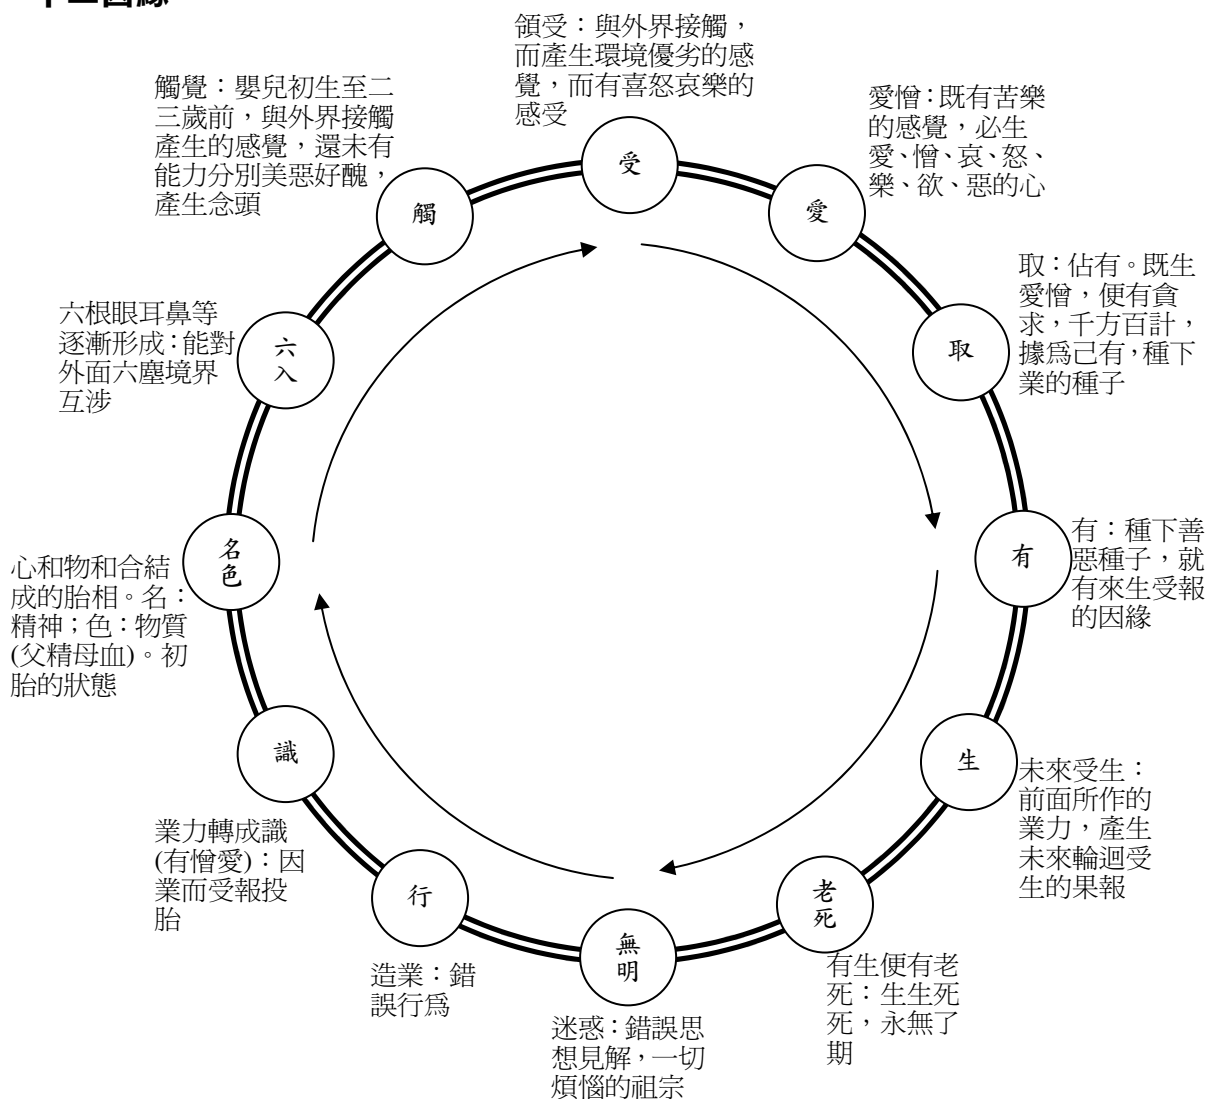 十二因緣
領受：與外界接觸，
而產生環境優劣的感
覺，而有喜怒哀樂的
感受
觸覺：嬰兒初生至二
三歲前，與外界接觸
產生的感覺，還未有
能力分別美惡好醜，
產生念頭
愛憎：既有苦樂
的感覺，必生
愛、憎、哀、怒、
樂、欲、惡的心
受
觸
愛
取：佔有。既生
愛憎，便有貪
求，千方百計，
據爲己有，種下
業的種子
六根眼耳鼻等
逐漸形成：能對
外面六塵境界
互涉
六
入
取
名
色
有
有：種下善
惡種子，就
有來生受報
的因緣
心和物和合結
成的胎相。名：
精神；色：物質
(父精母血)。初
胎的狀態
識
生
未來受生：
前面所作的
業力，產生
未來輪迴受
生的果報
業力轉成識
(有憎愛)：因
業而受報投
胎
行
老
死
無
明
造業：錯
誤行爲
有生便有老
死：生生死
死，永無了
期
迷惑：錯誤思
想見解，一切
煩惱的祖宗